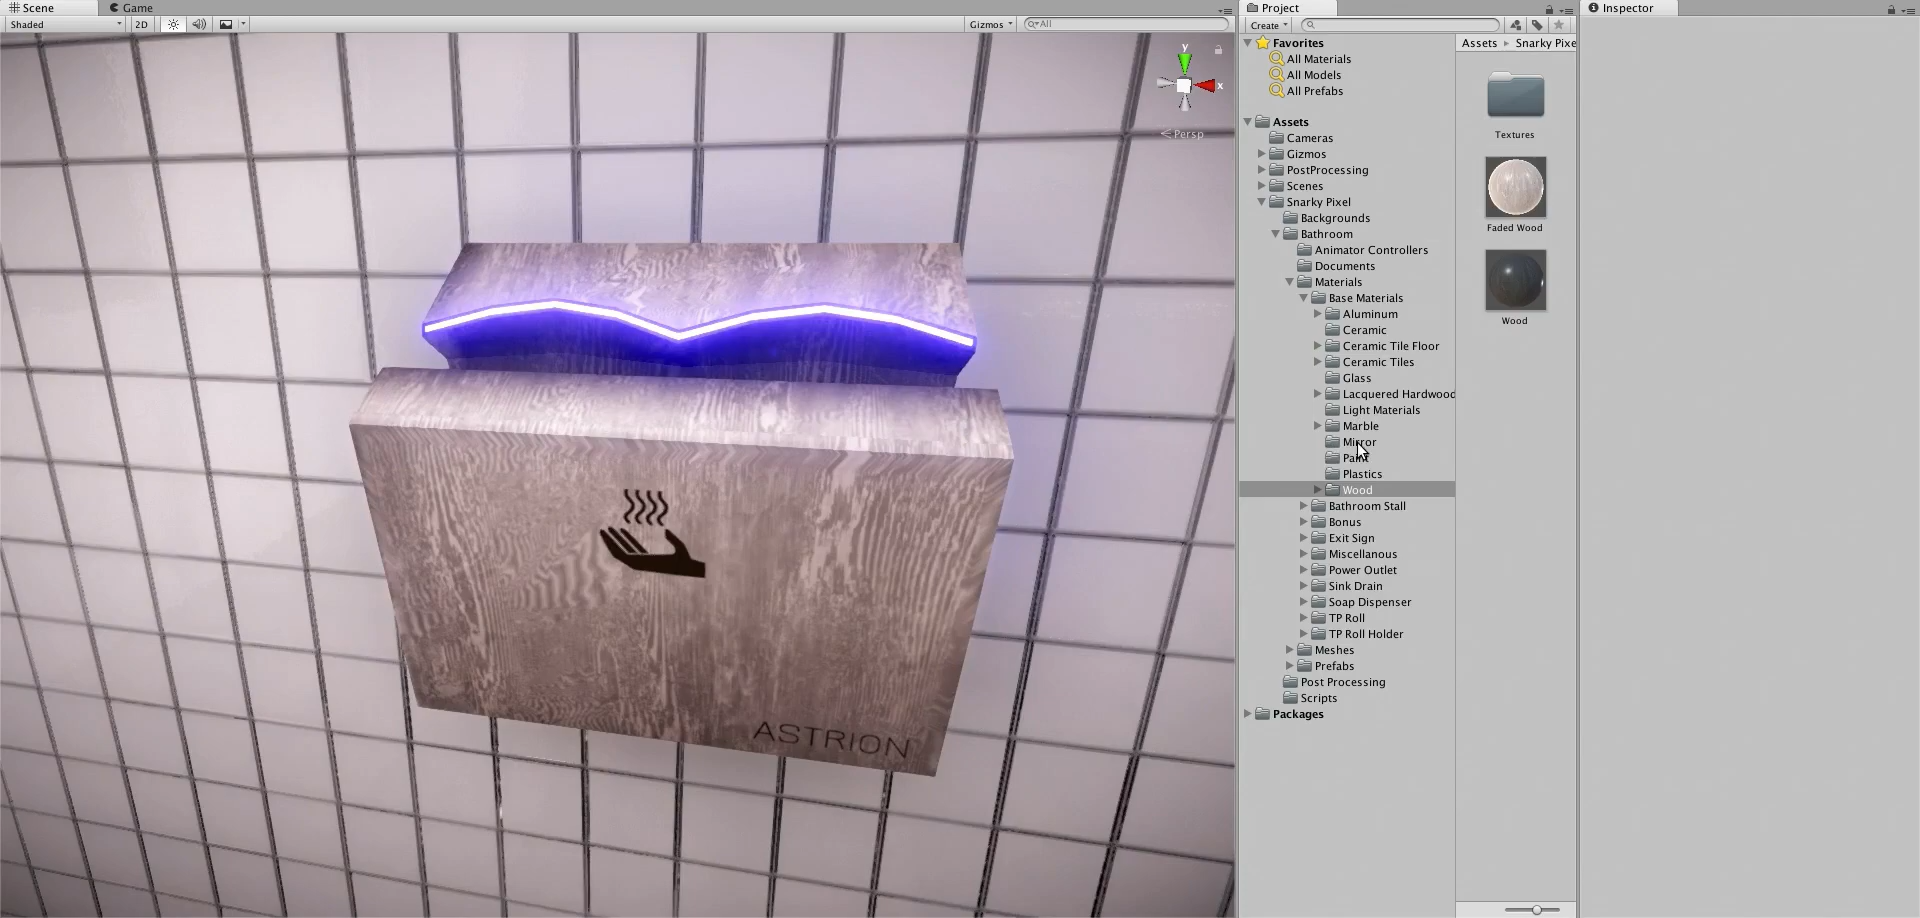 Scene Game
Shaded 2D Gizmos All
y
x
Persp
ASTRION
Project
Create
Favorites
All Materials
All Models
All Prefabs
Assets
Cameras
Gizmos
PostProcessing
Scenes
Snarky Pixel
Backgrounds
Bathroom
Animator Controllers
Documents
Materials
Base Materials
Aluminum
Ceramic
Ceramic Tile Floor
Ceramic Tiles
Glass
Lacquered Hardwood
Light Materials
Marble
Mirror
Paint
Plastics
Wood
Bathroom Stall
Bonus
Exit Sign
Miscellanous
Power Outlet
Sink Drain
Soap Dispenser
TP Roll
TP Roll Holder
Meshes
Prefabs
Post Processing
Scripts
Packages
Assets Snarky Pixe
Textures
Faded Wood
Wood
Inspector